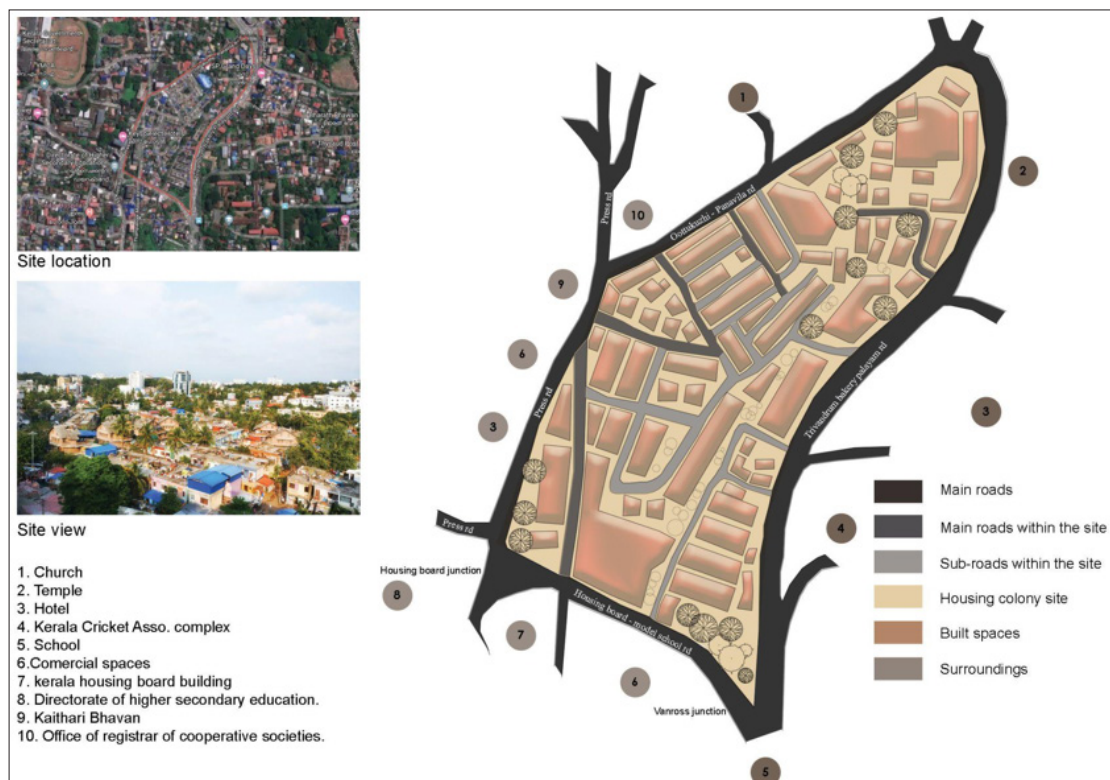 Site location
Site view
1. Church
2. Temple
3. Hotel
4. Kerala Cricket Asso. complex
5. School
6.Comercial spaces
7. kerala housing board building
8. Directorate of higher secondary education.
9. Kaithari Bhavan
10. Office of registrar of cooperative societies.
1
2
10
Press rd
Oottukuzhi - Panavila rd
9
6
Press rd
3
Trivandrum bakery palayam rd
3
Press rd
4
Housing board junction
8
7
Housing board - model school rd
6
Vanross junction
5
Main roads
Main roads within the site
Sub-roads within the site
Housing colony site
Built spaces
Surroundings